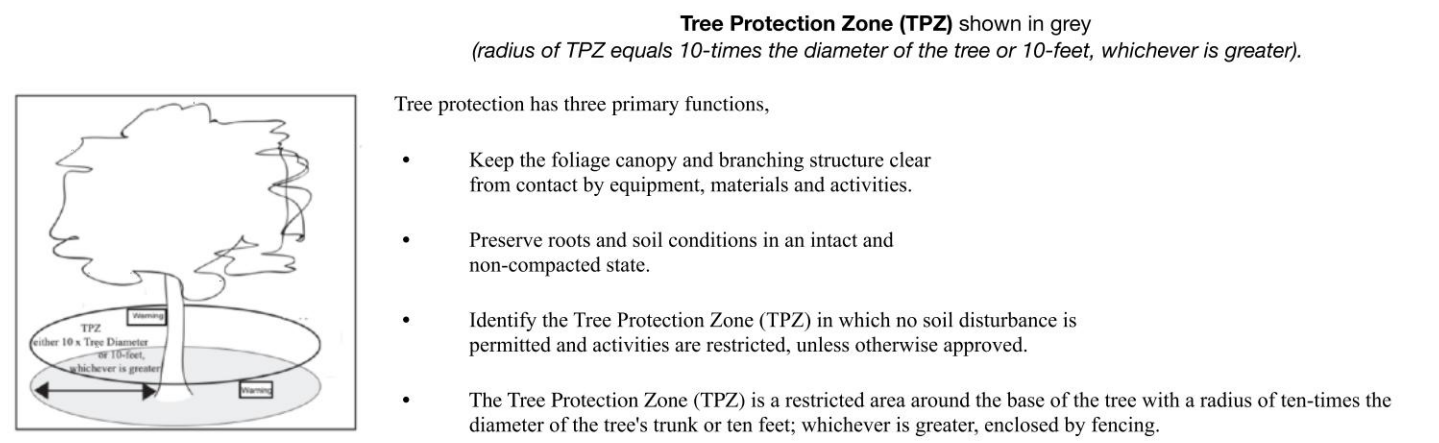 Tree Protection Zone (TPZ) shown in grey
(radius of TPZ equals 10-times the diameter of the tree or 10-feet, whichever is greater).
Tree protection has three primary functions,
• Keep the foliage canopy and branching structure clear
from contact by equipment, materials and activities.
• Preserve roots and soil conditions in an intact and
non-compacted state.
• Identify the Tree Protection Zone (TPZ) in which no soil disturbance is
permitted and activities are restricted, unless otherwise approved.
• The Tree Protection Zone (TPZ) is a restricted area around the base of the tree with a radius of ten-times the
diameter of the tree's trunk or ten feet; whichever is greater, enclosed by fencing.
Warning
TPZ
either 10 x Tree Diameter
or 10-feet,
whichever is greater
Warning